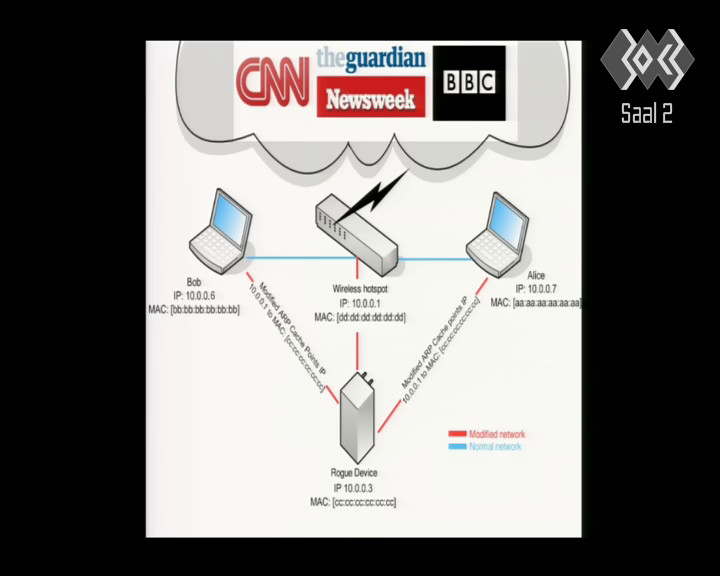 CNN
theguardian
Newsweek
BBC
Saal 2
Bob
IP: 10.0.0.6
MAC: [bb:bb:bb:bb:bb:bb]
Wireless hotspot
IP: 10.0.0.1
MAC: [dd:dd:dd:dd:dd:dd]
Alice
IP: 10.0.0.7
MAC: [aa:aa:aa:aa:aa:aa]
Modified ARP Cache Points IP
10.0.0.1 to MAC: [cc:cc:cc:cc:cc:cc]
Modified ARP Cache points IP
10.0.0.1 to MAC: [cc:cc:cc:cc:cc:cc]
Modified network
Normal network
Rogue Device
IP 10.0.0.3
MAC: [cc:cc:cc:cc:cc:cc]